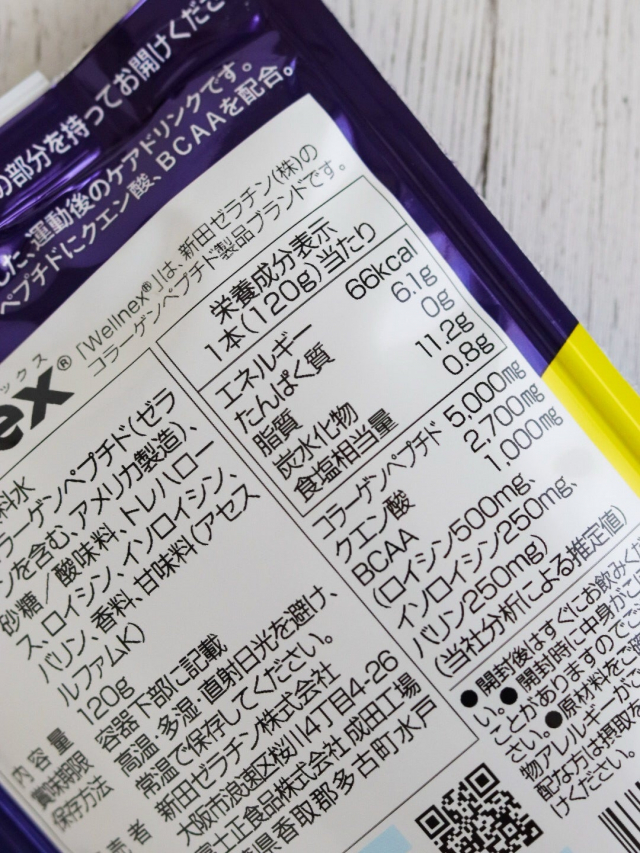 の部分を持ってお開けくださ
した、運動後のケアドリンクです。
ペプチドにクエン酸、BCAAを配合。
ックス
ex®
「Wellnex®」は、新田ゼラチン(株)の
コラーゲンペプチド製品ブランドです。
栄養成分表示
1本(120g)当たり
エネルギー 66kcal
たんぱく質 6.1g
脂質 0g
炭水化物 11.2g
食塩相当量 0.8g
コラーゲンペプチド 5,000mg
クエン酸 2,700mg
BCAA 1,000mg
(ロイシン500mg、
イソロイシン250mg、
バリン250mg)
(当社分析による推定値)
料水
ラーゲンペプチド(ゼラ
ンを含む、アメリカ製造)、
砂糖/酸味料、トレハロー
ス、ロイシン、イソロイシン、
バリン、香料、甘味料(アセス
ルファムK)
内容量 120g
賞味期限 容器下部に記載
保存方法 高温、多湿、直射日光を避け、
常温で保存してください。
売者 新田ゼラチン株式会社
大阪市浪速区桜川4丁目4-26
富士正食品株式会社 成田工場
葉県香取郡多古町水戸
●開封後はすぐにお飲みくだ
い。●開封時に中身がこ
ことがありますのでご
さい。●原材料をご確
物アレルギーが
配な方は摂取を
けください。